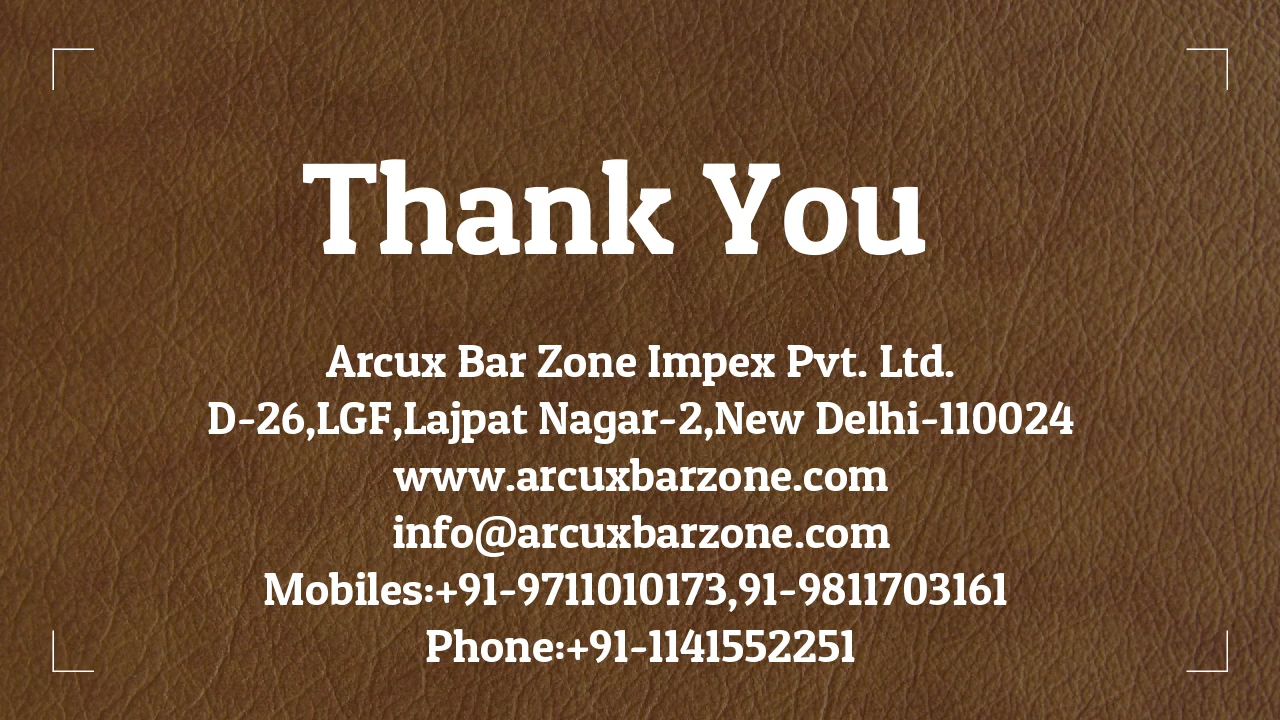 Thank You
Arcux Bar Zone Impex Pvt. Ltd.
D-26,LGF,Lajpat Nagar-2,New Delhi-110024
www.arcuxbarzone.com
info@arcuxbarzone.com
Mobiles:+91-9711010173,91-9811703161
Phone:+91-1141552251